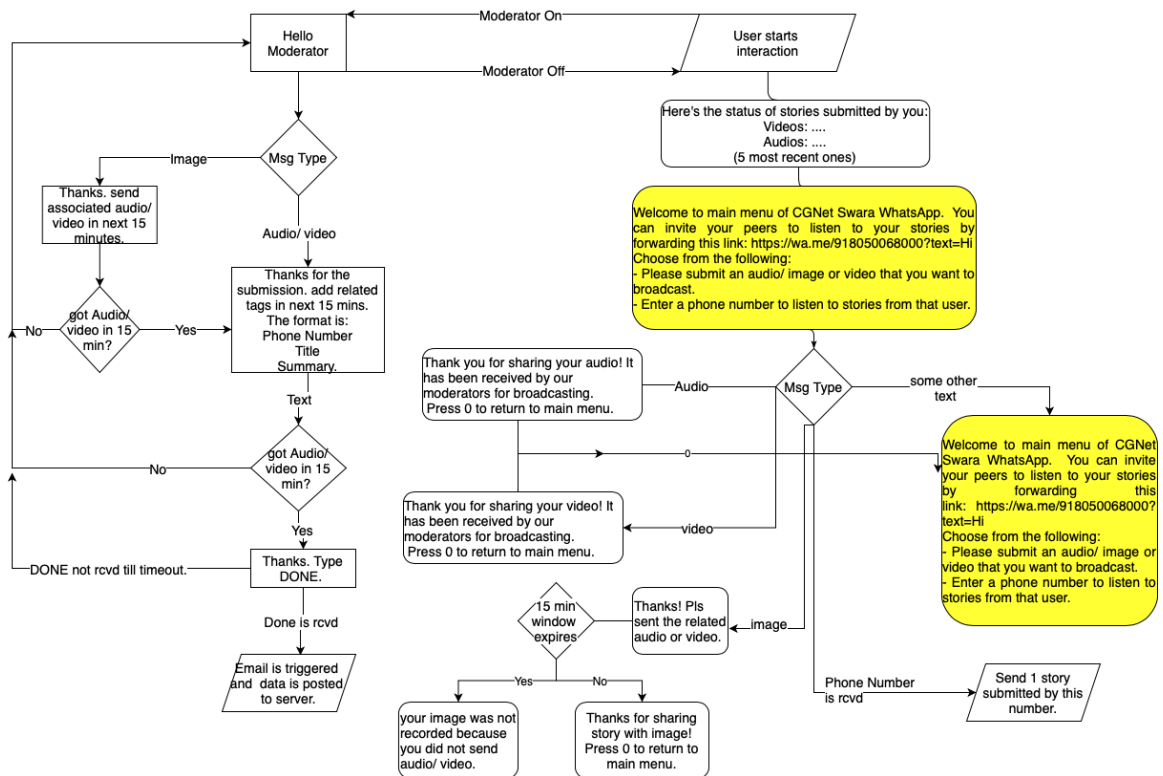 Moderator On
Hello
Moderator
User starts
interaction
Moderator Off
Here's the status of stories submitted by you:
Videos: ....
Audios: ....
(5 most recent ones)
Msg Type
Image
Thanks. send
associated audio/
video in next 15
minutes.
Audio/ video
Welcome to main menu of CGNet Swara WhatsApp. You
can invite your peers to listen to your stories by
forwarding this link: https://wa.me/918050068000?text=Hi
Choose from the following:
- Please submit an audio/ image or video that you want to
broadcast.
- Enter a phone number to listen to stories from that user.
Thanks for the
submission. add related
tags in next 15 mins.
The format is:
Phone Number
Title
Summary.
got Audio/
video in 15
min?
No
Yes
Text
got Audio/
video in 15
min?
No
Yes
Thanks. Type
DONE.
DONE not rcvd till timeout.
Done is rcvd
Email is triggered
and data is posted
to server.
Msg Type
Audio
Thank you for sharing your audio! It
has been received by our
moderators for broadcasting.
Press 0 to return to main menu.
some other
text
0
Welcome to main menu of CGNet
Swara WhatsApp. You can invite
your peers to listen to your stories
by forwarding this
link: https://wa.me/918050068000?
text=Hi
Choose from the following:
- Please submit an audio/ image or
video that you want to broadcast.
- Enter a phone number to listen to
stories from that user.
Thank you for sharing your video! It
has been received by our
moderators for broadcasting.
Press 0 to return to main menu.
video
15 min
window
expires
Thanks! Pls
sent the related
audio or video.
image
Yes
No
your image was not
recorded because
you did not send
audio/ video.
Thanks for sharing
story with image!
Press 0 to return to
main menu.
Phone Number
is rcvd
Send 1 story
submitted by this
number.